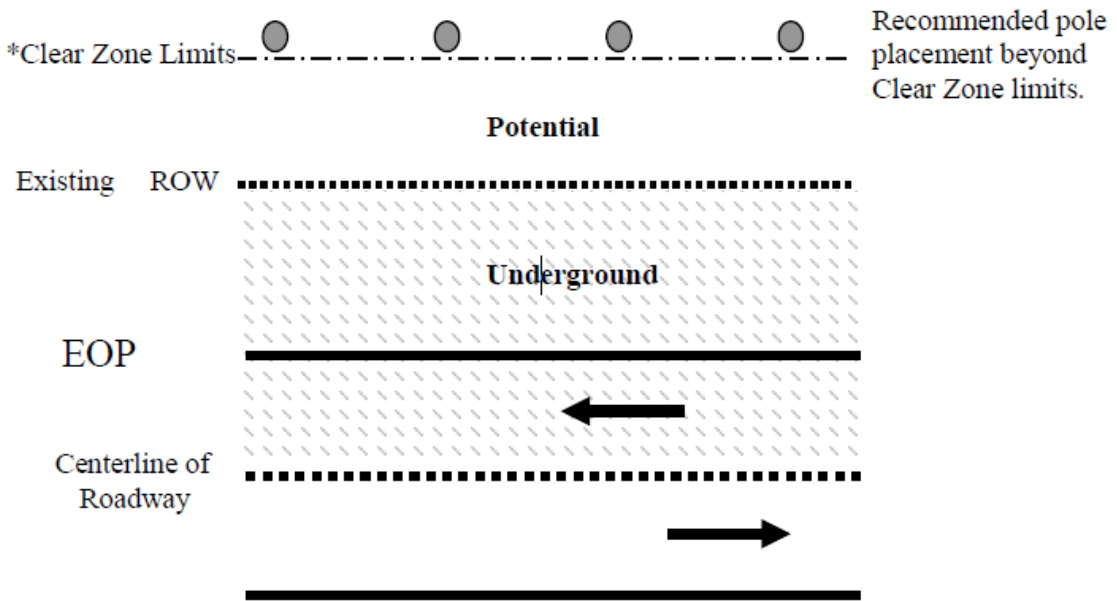 *Clear Zone Limits
Recommended pole
placement beyond
Clear Zone limits.
Potential
Existing ROW
Underground
EOP
Centerline of
Roadway